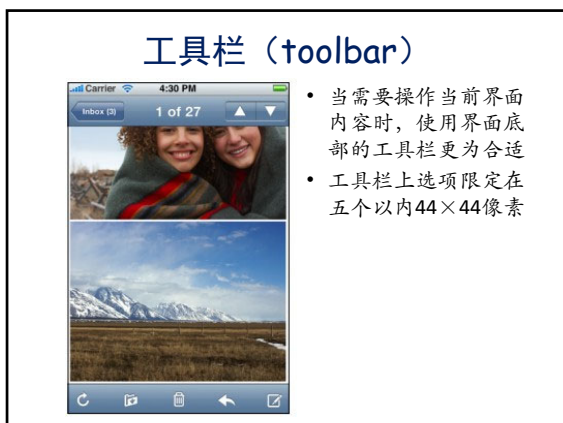 工具栏（toolbar）
Carrier 4:30 PM
Inbox (3) 1 of 27
• 当需要操作当前界面
内容时，使用界面底
部的工具栏更为合适
• 工具栏上选项限定在
五个以内44×44像素